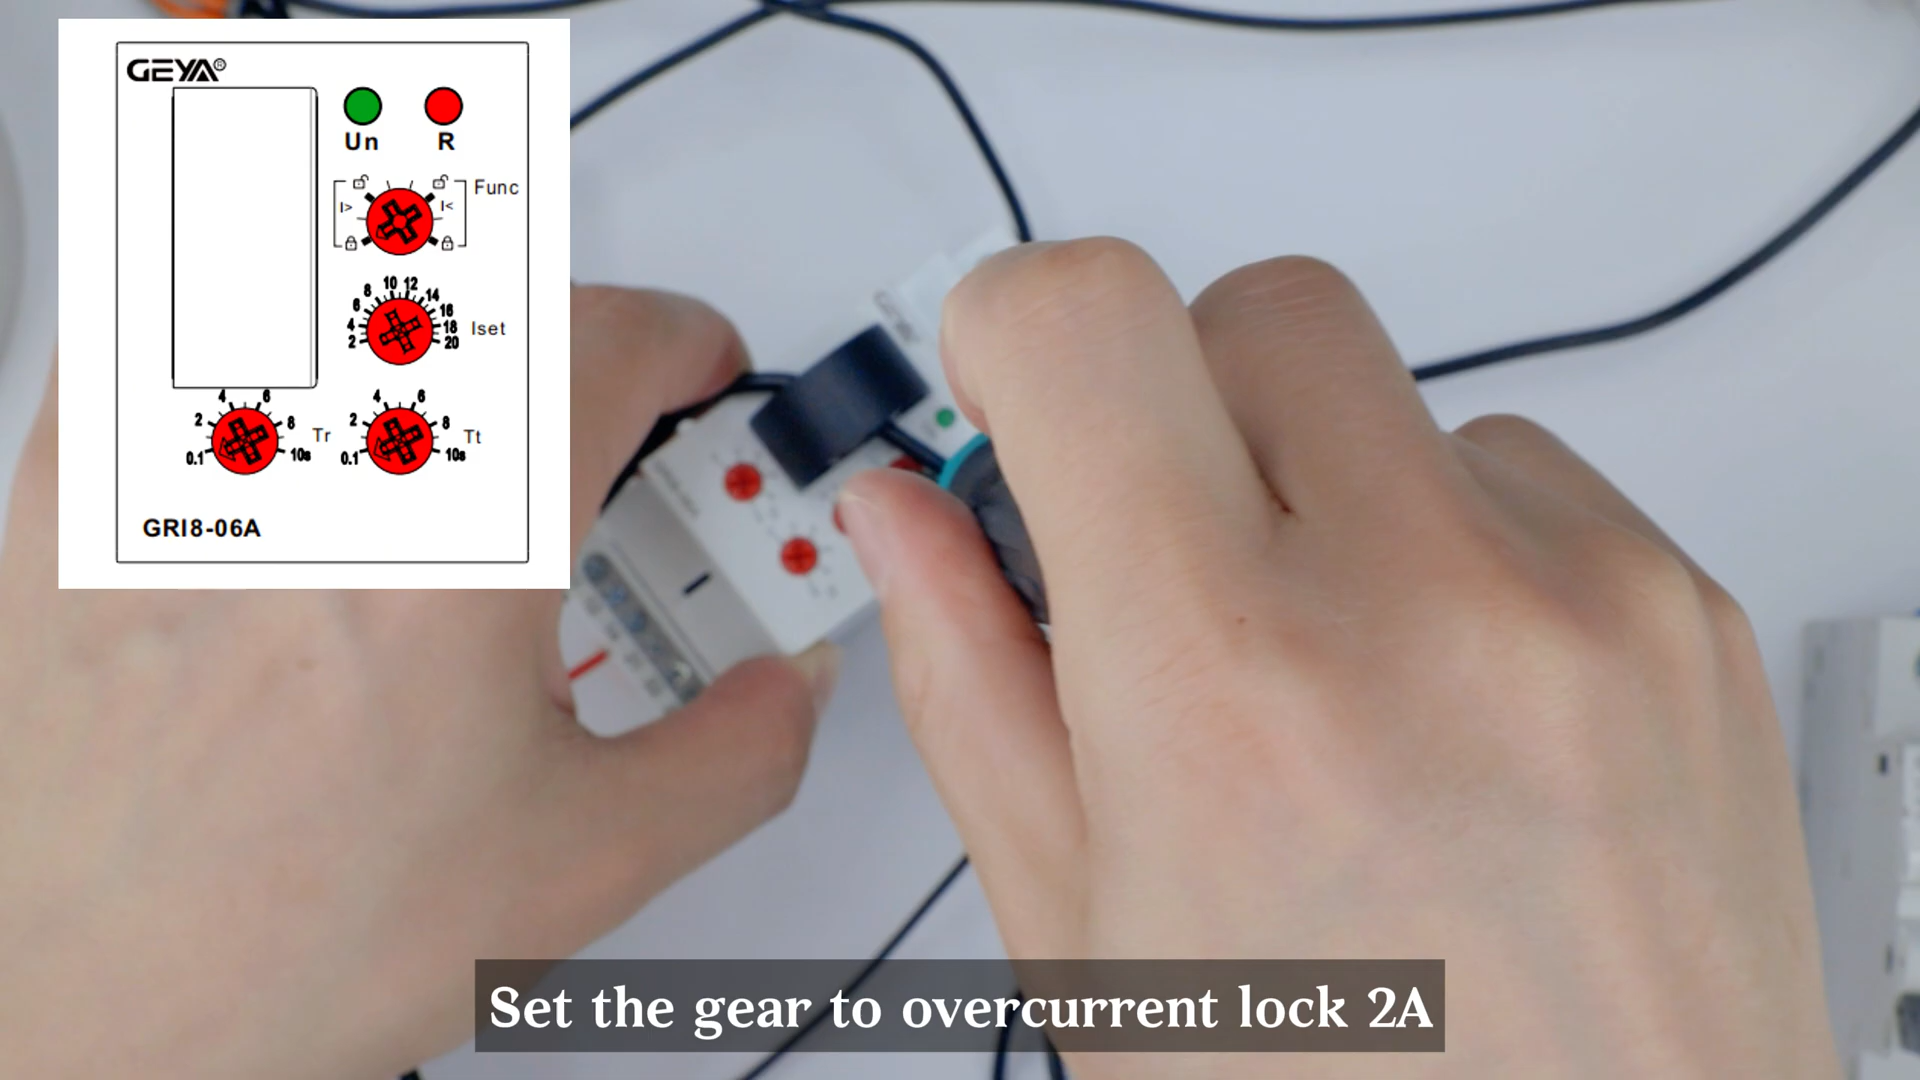 GEYA®
Un R
Func
I> I<
10 12
8 14
6 16
4 18 Iset
2 20
4 6 4 6
2 8 Tr 2 8 Tt
0.1 10s 0.1 10s
GRI8-06A
Set the gear to overcurrent lock 2A